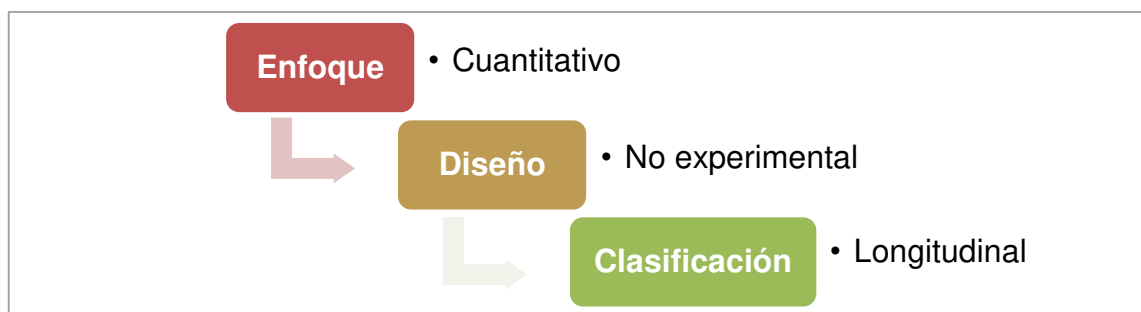 Enfoque
• Cuantitativo
Diseño
• No experimental
Clasificación
• Longitudinal